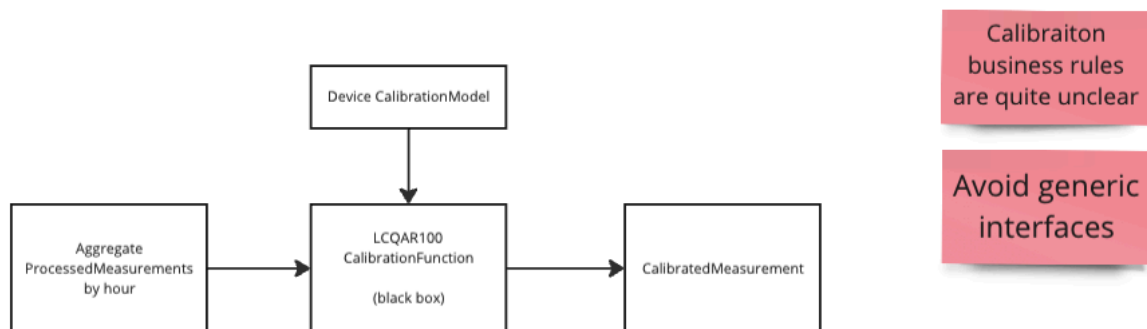 Device CalibrationModel
Aggregate
ProcessedMeasurements
by hour
LCQAR100
CalibrationFunction
(black box)
CalibratedMeasurement
Calibraiton
business rules
are quite unclear
Avoid generic
interfaces